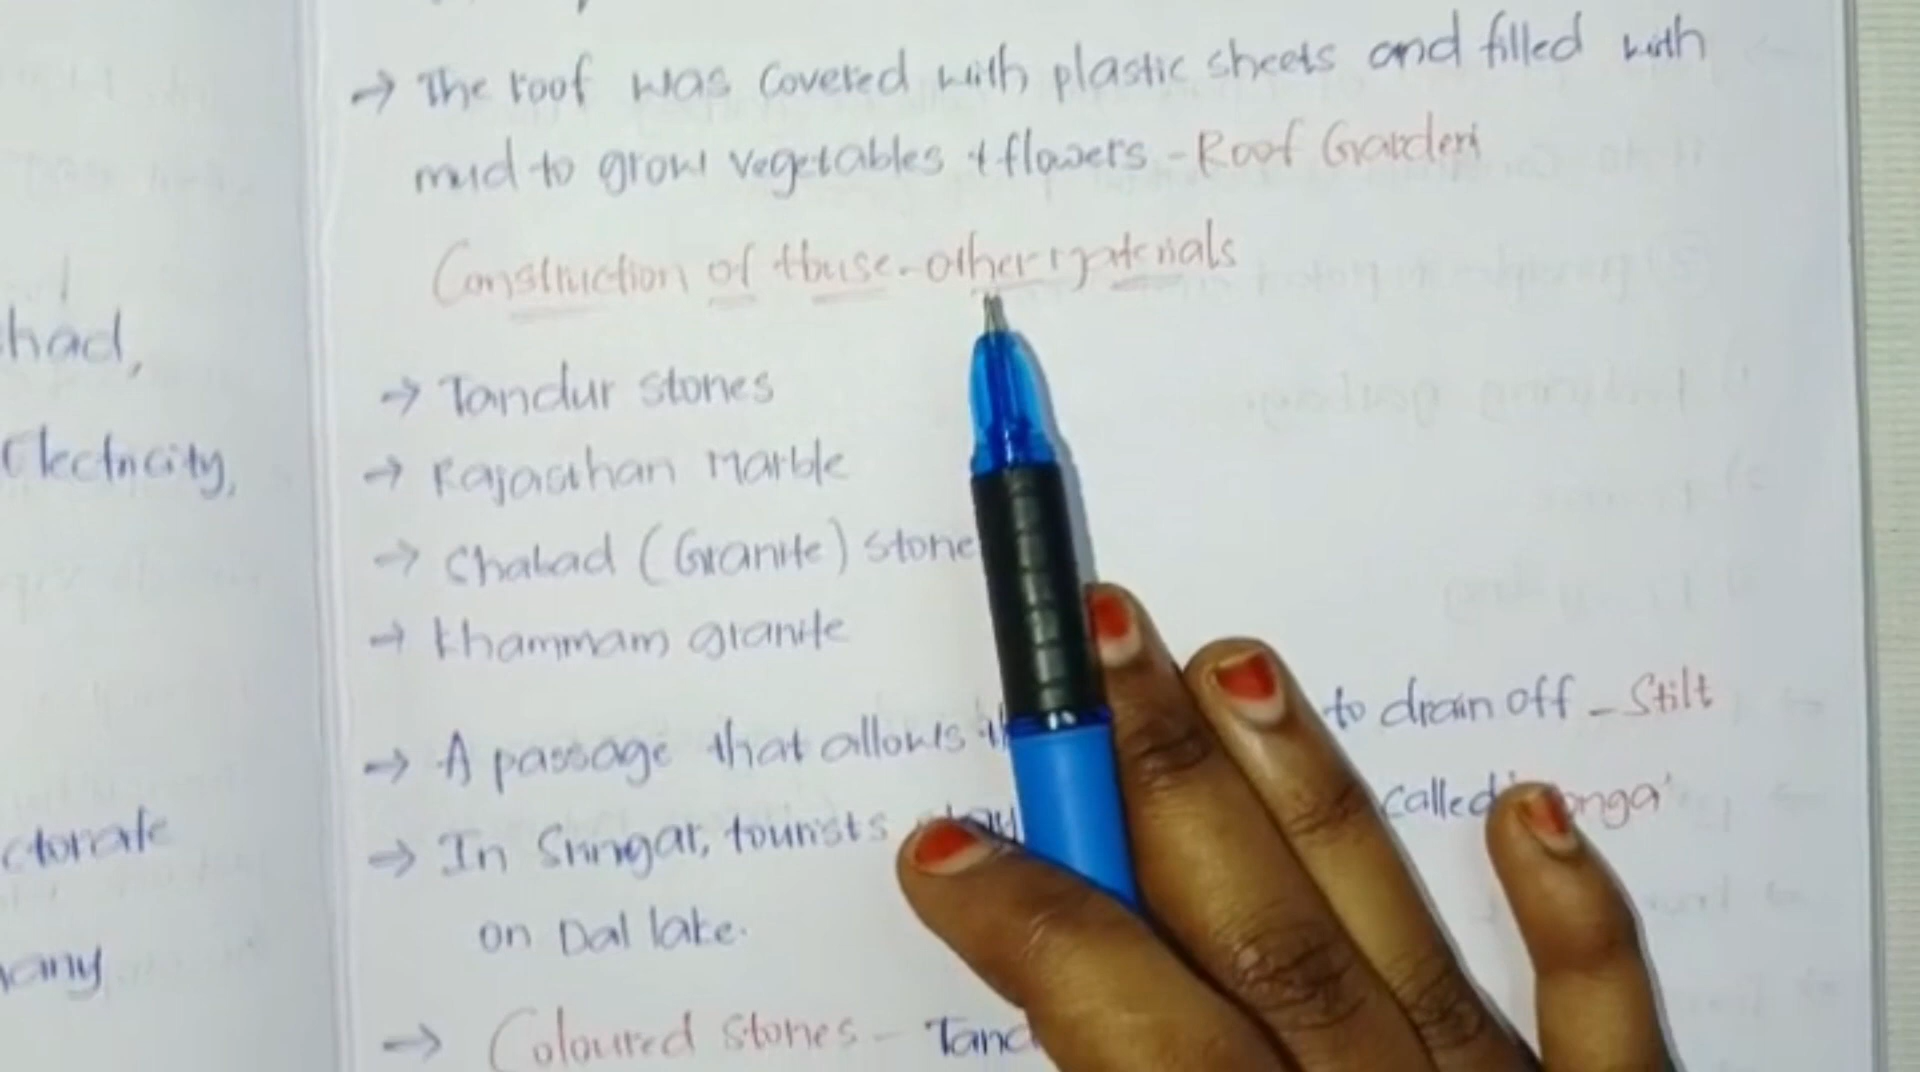 → The roof was covered with plastic sheets and filled with
mud to grow vegetables & flowers - Roof Garden
Construction of House - other materials
→ Tandur stones
→ Rajasthan Marble
→ Shabad (Granite) stone
→ Khammam granite
→ A passage that allows to drain off - Stilt
→ In Srinagar, tourists called
on Dal lake.
→ Coloured stones -
had,
Electricity,